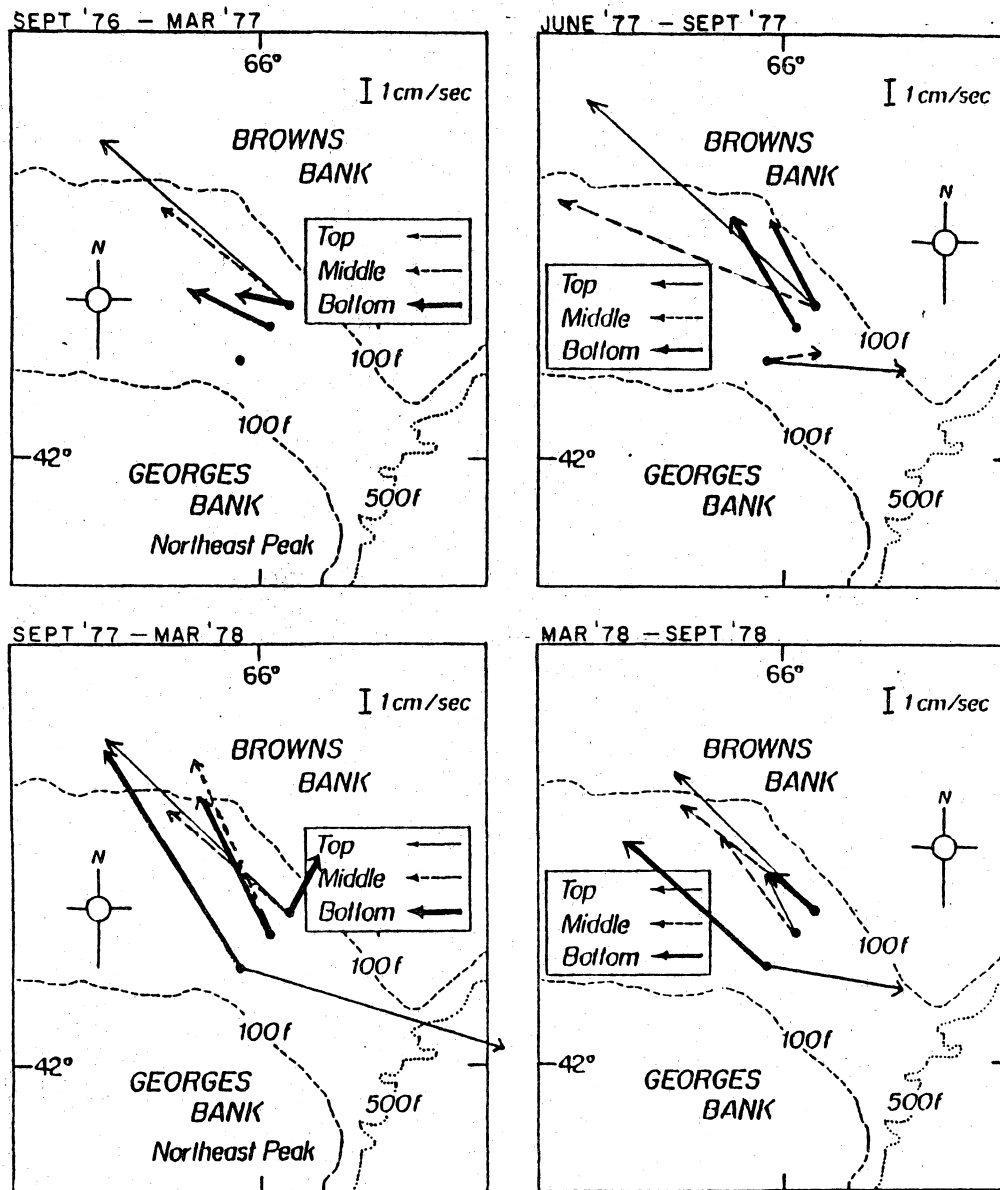 SEPT '76 – MAR '77
66°
1 cm/sec
BROWNS
BANK
N
Top
Middle
Bottom
100f
100f
42°
GEORGES
BANK
500f
Northeast Peak
JUNE '77 – SEPT '77
66°
1 cm/sec
BROWNS
BANK
N
Top
Middle
Bottom
100f
100f
42°
GEORGES
BANK
500f
SEPT '77 – MAR '78
66°
1 cm/sec
BROWNS
BANK
N
Top
Middle
Bottom
100f
100f
42°
GEORGES
BANK
500f
Northeast Peak
MAR '78 – SEPT '78
66°
1 cm/sec
BROWNS
BANK
N
Top
Middle
Bottom
100f
100f
42°
GEORGES
BANK
500f